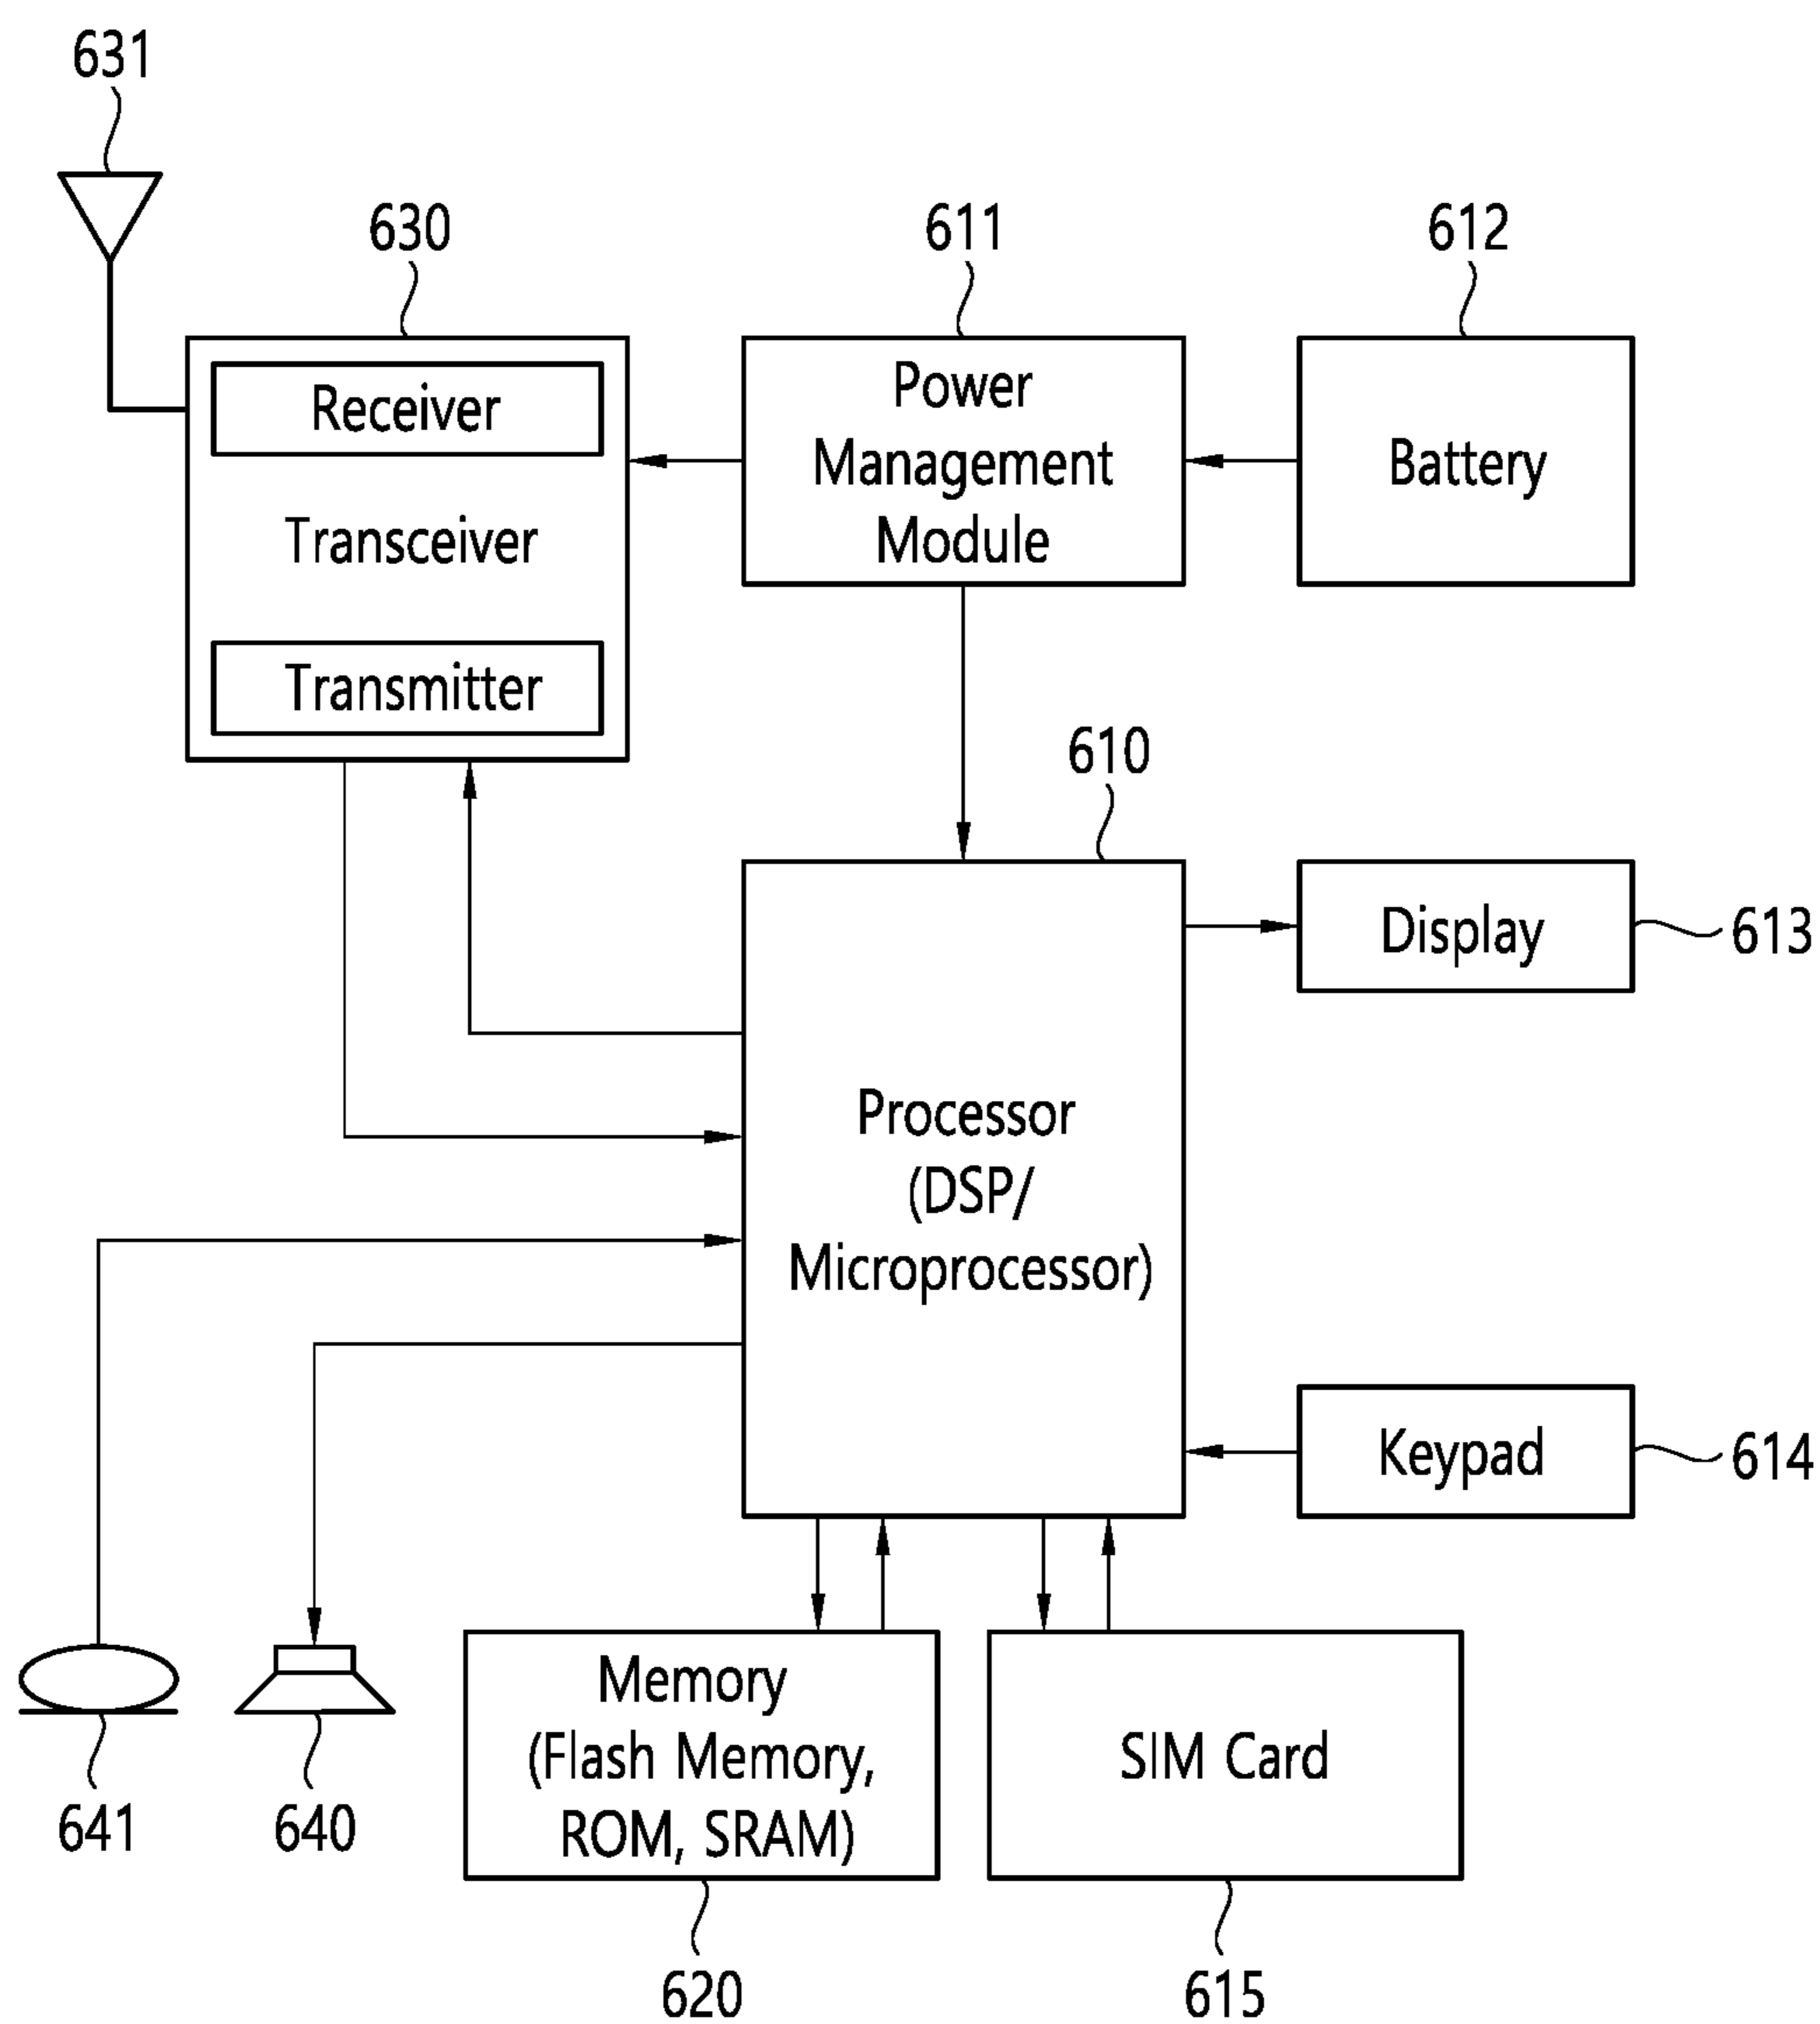 631
630
611
612
Receiver
Transceiver
Transmitter
Power
Management
Module
Battery
610
Display
613
Processor
(DSP/
Microprocessor)
Keypad
614
641
640
Memory
(Flash Memory,
ROM, SRAM)
SIM Card
620
615